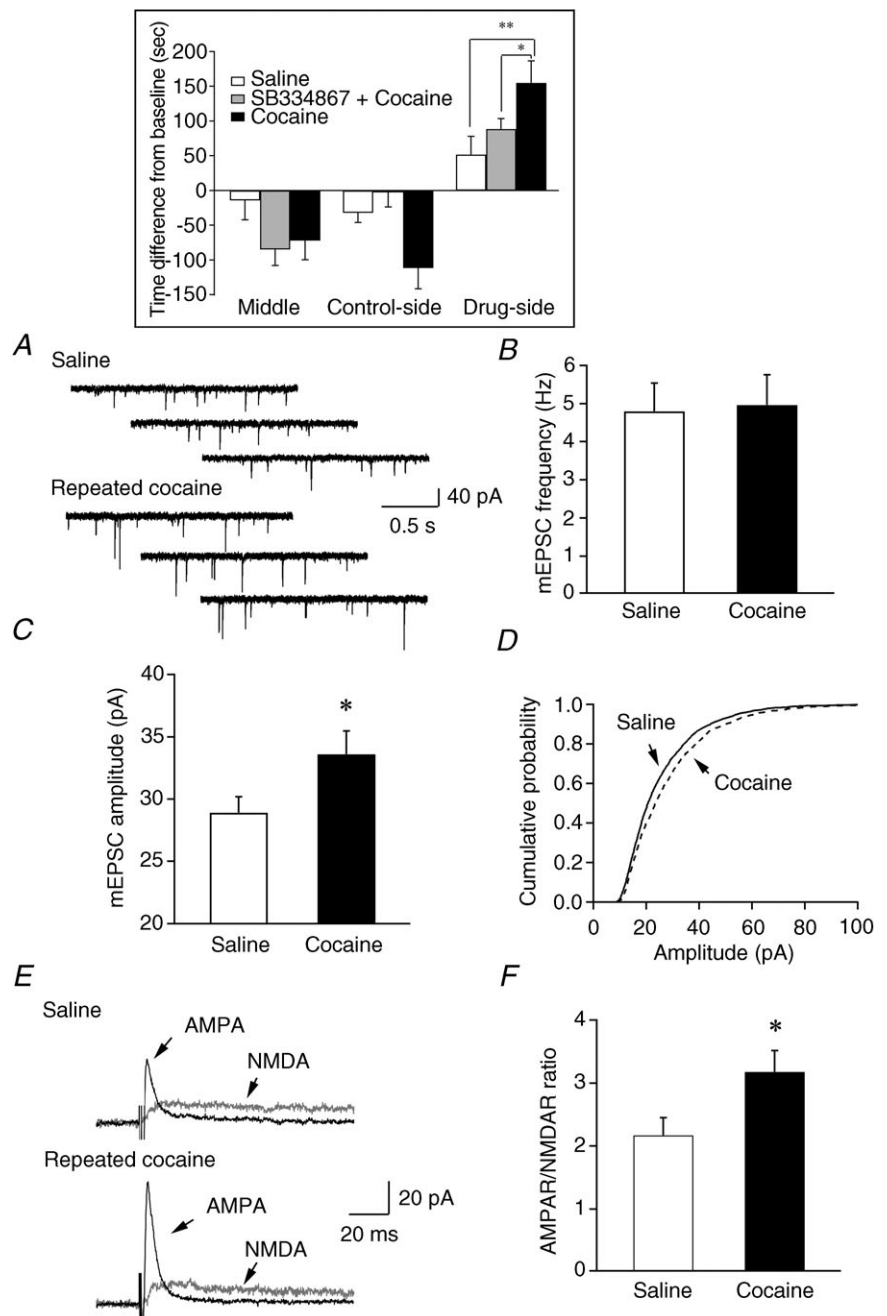 Time difference from baseline (sec)
200
150
100
50
0
-50
-100
-150
Saline
SB334867 + Cocaine
Cocaine
**
*
Middle
Control-side
Drug-side
A
Saline
Repeated cocaine
40 pA
0.5 s
B
mEPSC frequency (Hz)
6
5
4
3
2
1
0
Saline
Cocaine
C
mEPSC amplitude (pA)
40
35
30
25
20
*
Saline
Cocaine
D
Cumulative probability
1.0
0.8
0.6
0.4
0.2
0.0
Saline
Cocaine
0
20
40
60
80
100
Amplitude (pA)
E
Saline
AMPA
NMDA
Repeated cocaine
AMPA
NMDA
20 pA
20 ms
F
AMPAR/NMDAR ratio
4
3
2
1
0
*
Saline
Cocaine